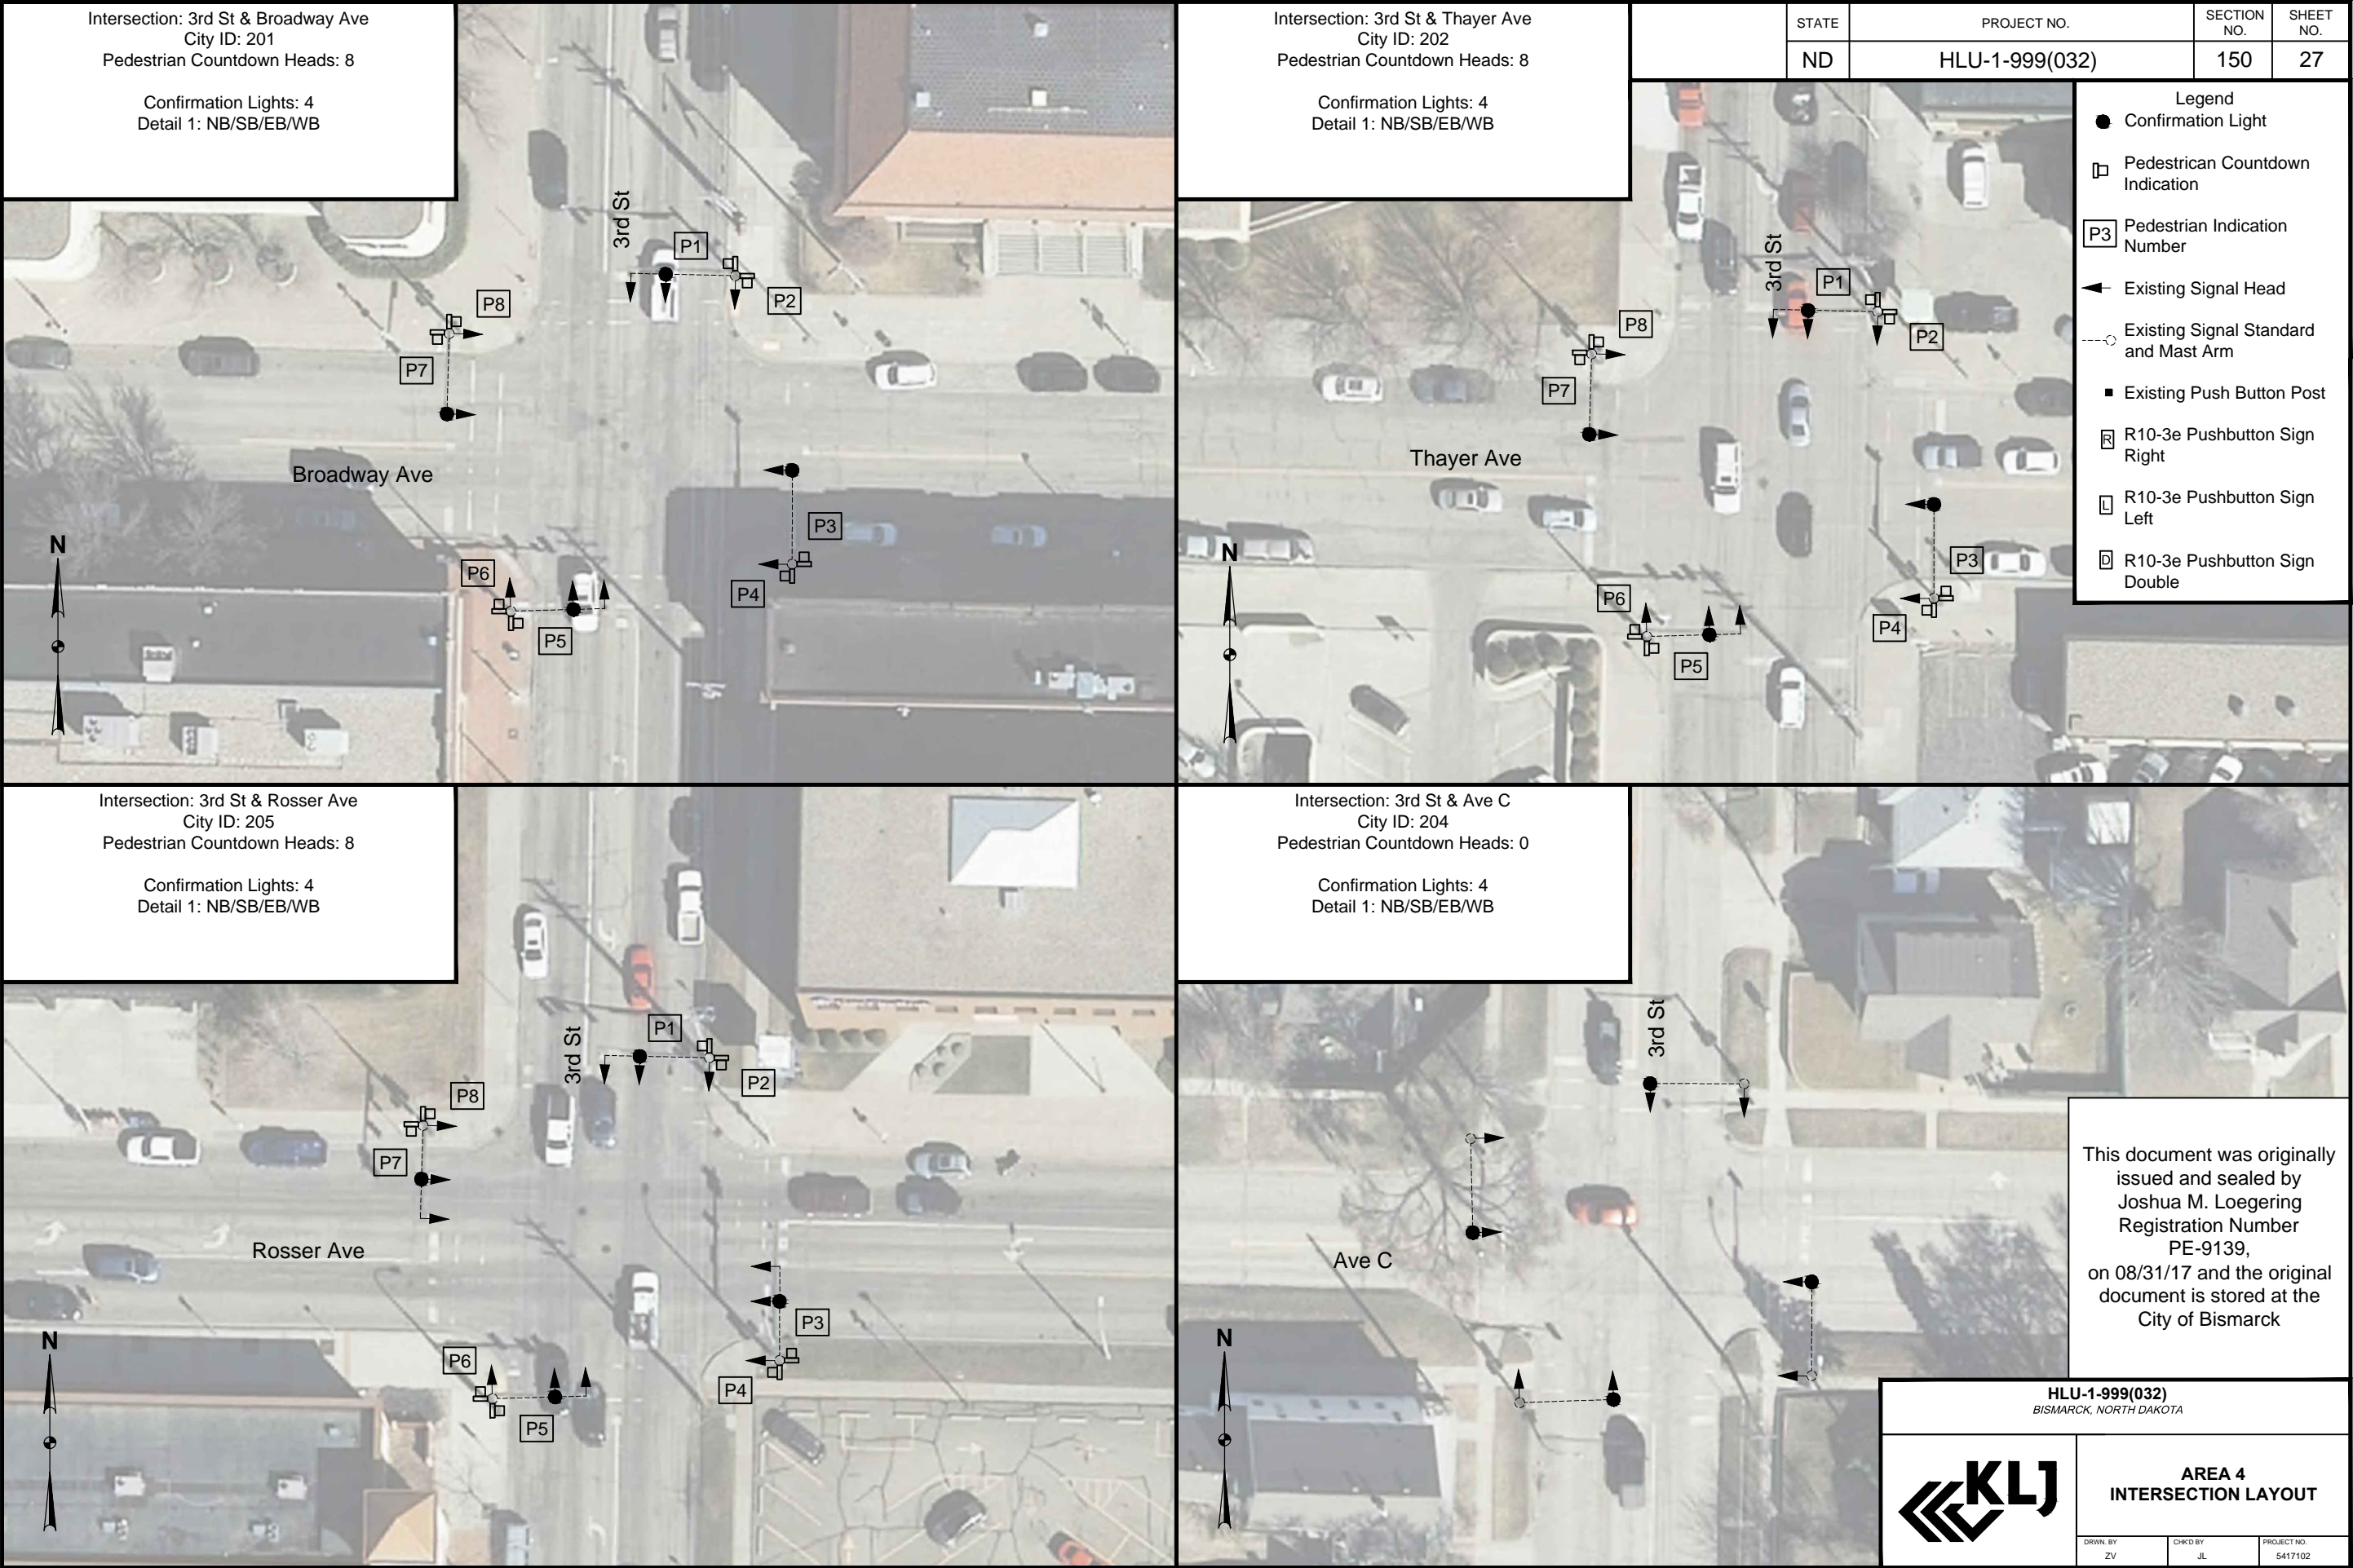 Intersection: 3rd St & Broadway Ave
City ID: 201
Pedestrian Countdown Heads: 8
Confirmation Lights: 4
Detail 1: NB/SB/EB/WB
3rd St
P1
P2
P8
P7
Broadway Ave
P3
P4
P6
P5
N
Intersection: 3rd St & Thayer Ave
City ID: 202
Pedestrian Countdown Heads: 8
Confirmation Lights: 4
Detail 1: NB/SB/EB/WB
3rd St
P1
P2
P8
P7
Thayer Ave
P3
P4
P6
P5
N
STATE
PROJECT NO.
SECTION NO.
SHEET NO.
ND
HLU-1-999(032)
150
27
Legend
Confirmation Light
Pedestrican Countdown
Indication
P3
Pedestrian Indication
Number
Existing Signal Head
Existing Signal Standard
and Mast Arm
Existing Push Button Post
R
R10-3e Pushbutton Sign
Right
L
R10-3e Pushbutton Sign
Left
D
R10-3e Pushbutton Sign
Double
Intersection: 3rd St & Rosser Ave
City ID: 205
Pedestrian Countdown Heads: 8
Confirmation Lights: 4
Detail 1: NB/SB/EB/WB
3rd St
P1
P2
P8
P7
Rosser Ave
P3
P4
P6
P5
N
Intersection: 3rd St & Ave C
City ID: 204
Pedestrian Countdown Heads: 0
Confirmation Lights: 4
Detail 1: NB/SB/EB/WB
3rd St
Ave C
N
This document was originally
issued and sealed by
Joshua M. Loegering
Registration Number
PE-9139,
on 08/31/17 and the original
document is stored at the
City of Bismarck
HLU-1-999(032)
BISMARCK, NORTH DAKOTA
KLJ
AREA 4
INTERSECTION LAYOUT
DRWN. BY
ZV
CHK'D BY
JL
PROJECT NO.
5417102